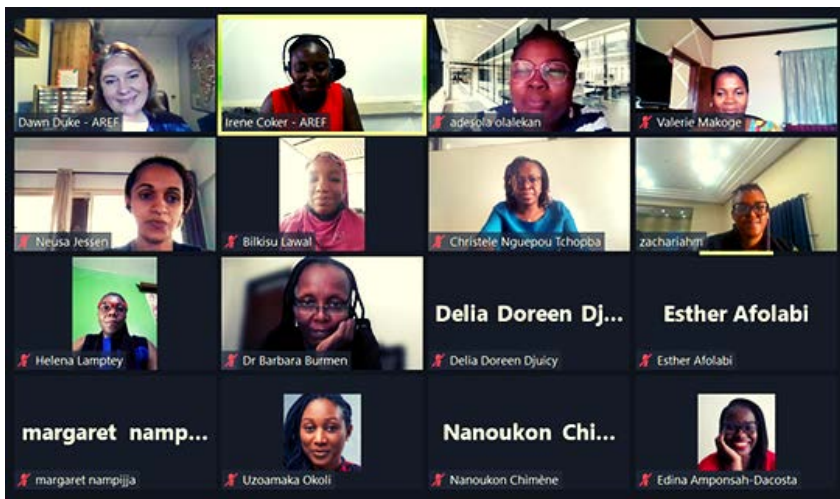 Dawn Duke - AREF
Irene Coker - AREF
adesola olalekan
Valerie Makoge
Neusa Jessen
Bilkisu Lawal
Christele Nguepou Tchopba
zachariahm
Helena Lamptey
Dr Barbara Burmen
Delia Doreen Dj...
Delia Doreen Djuicy
Esther Afolabi
Esther Afolabi
margaret namp...
margaret nampijja
Uzoamaka Okoli
Nanoukon Chi...
Nanoukon Chimène
Edina Amponsah-Dacosta